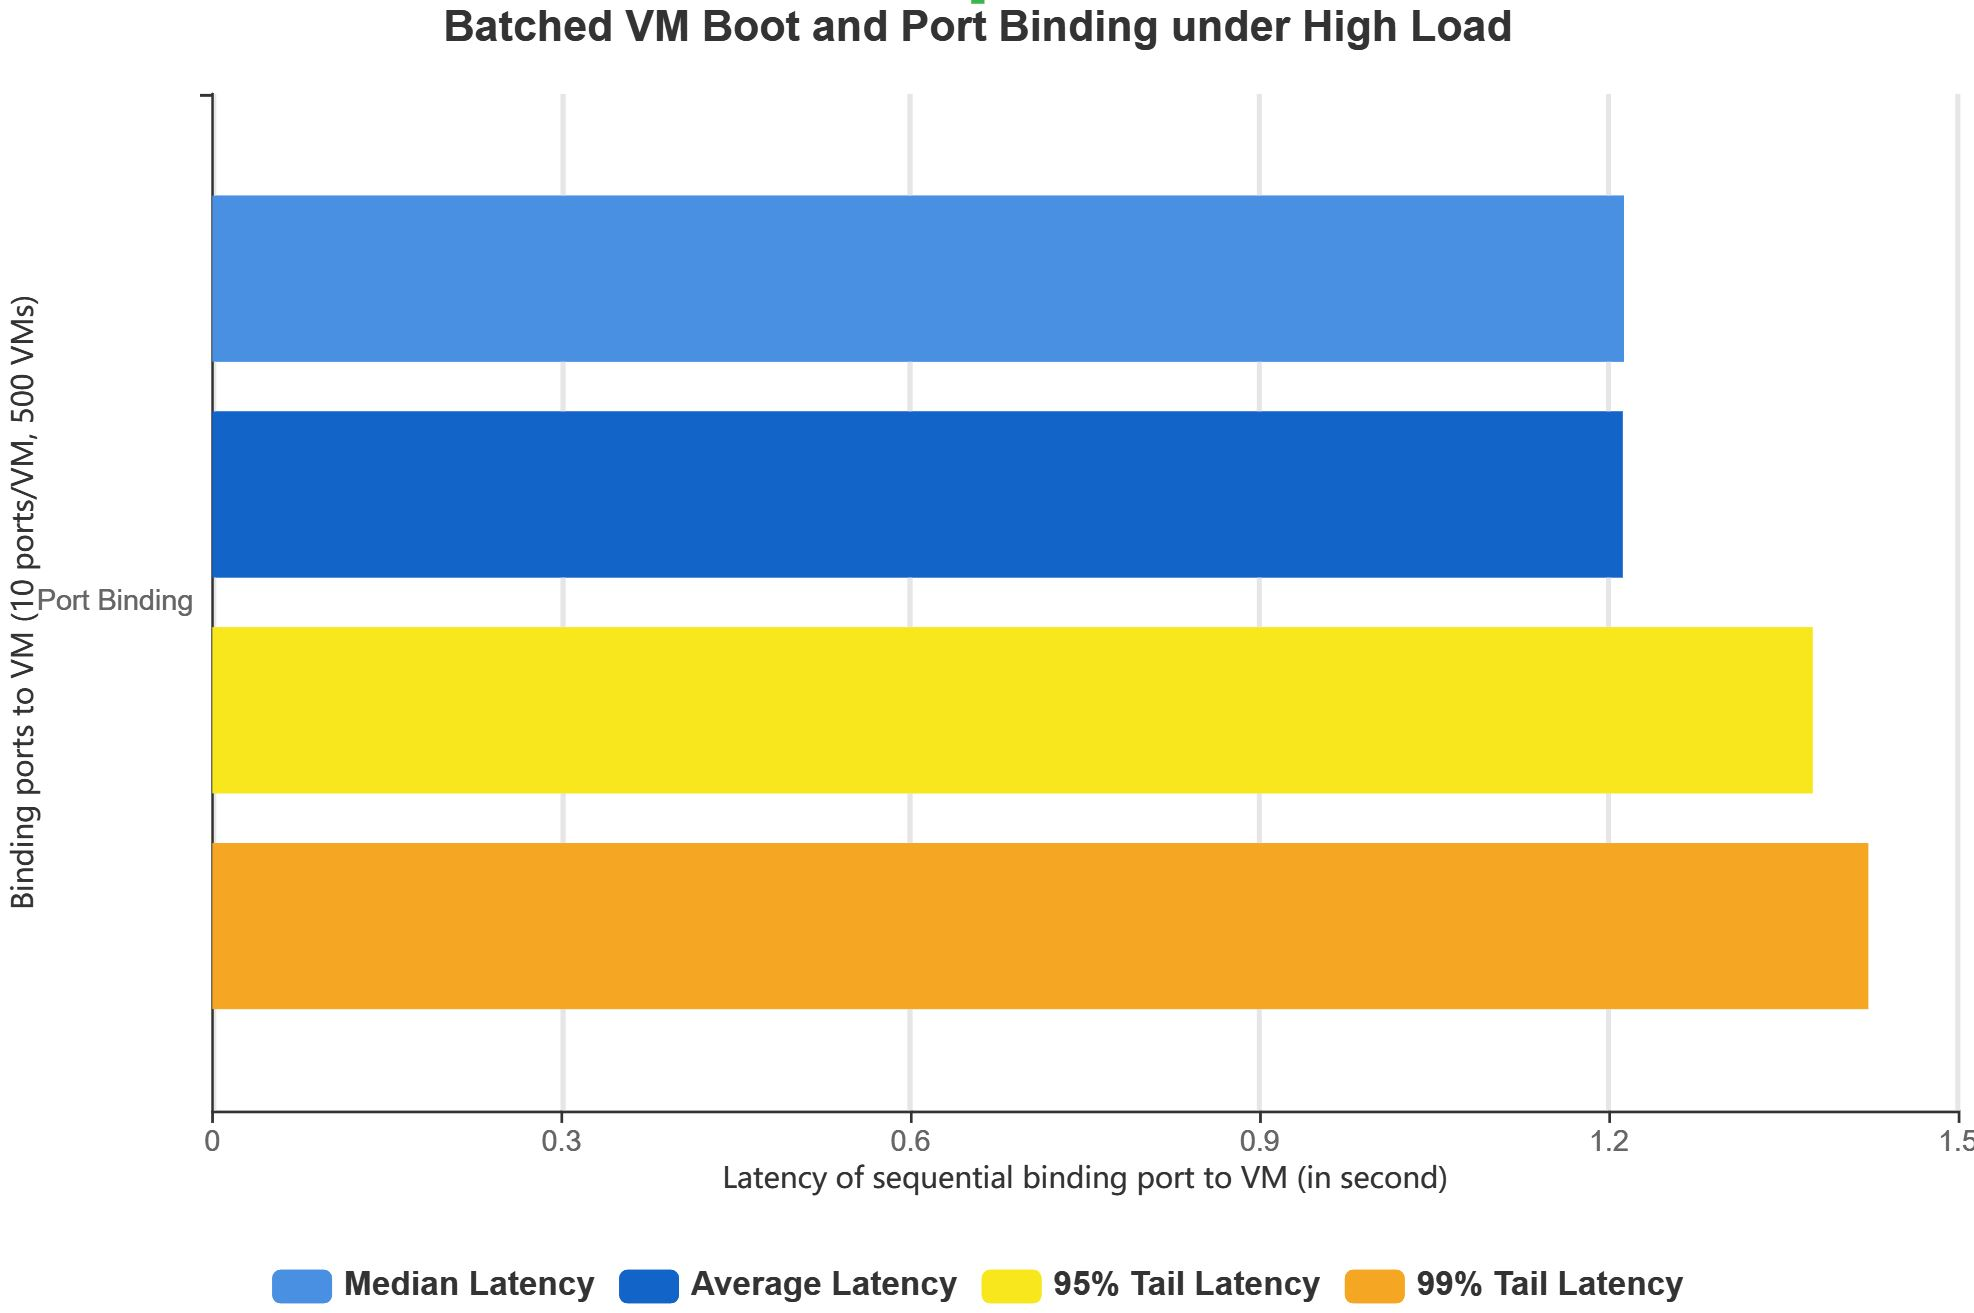 Batched VM Boot and Port Binding under High Load
Binding ports to VM (10 ports/VM, 500 VMs)
Port Binding
0 0.3 0.6 0.9 1.2 1.5
Latency of sequential binding port to VM (in second)
Median Latency Average Latency 95% Tail Latency 99% Tail Latency